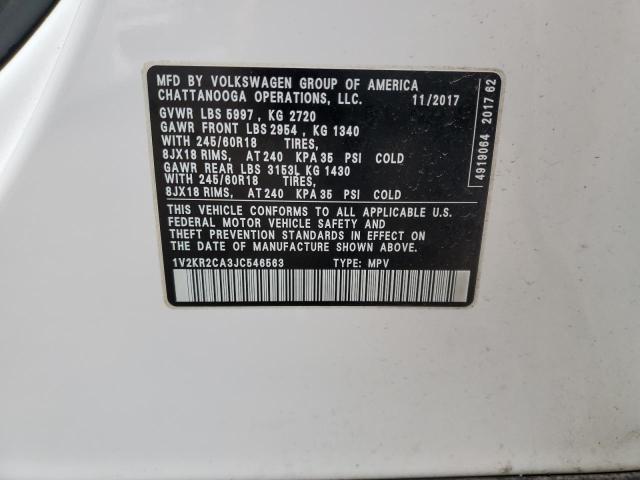 MFD BY VOLKSWAGEN GROUP OF AMERICA
CHATTANOOGA OPERATIONS, LLC. 11/2017
GVWR LBS 5997 , KG 2720
GAWR FRONT LBS 2954 , KG 1340
WITH 245/60R18 TIRES,
8JX18 RIMS, AT 240 KPA 35 PSI COLD
GAWR REAR LBS 3153L KG 1430
WITH 245/60R18 TIRES,
8JX18 RIMS, AT 240 KPA 35 PSI COLD
THIS VEHICLE CONFORMS TO ALL APPLICABLE U.S.
FEDERAL MOTOR VEHICLE SAFETY AND
THEFT PREVENTION STANDARDS IN EFFECT ON
THE DATE OF MANUFACTURE SHOWN ABOVE.
1V2KR2CA3JC546563 TYPE: MPV
4919064 2017 62